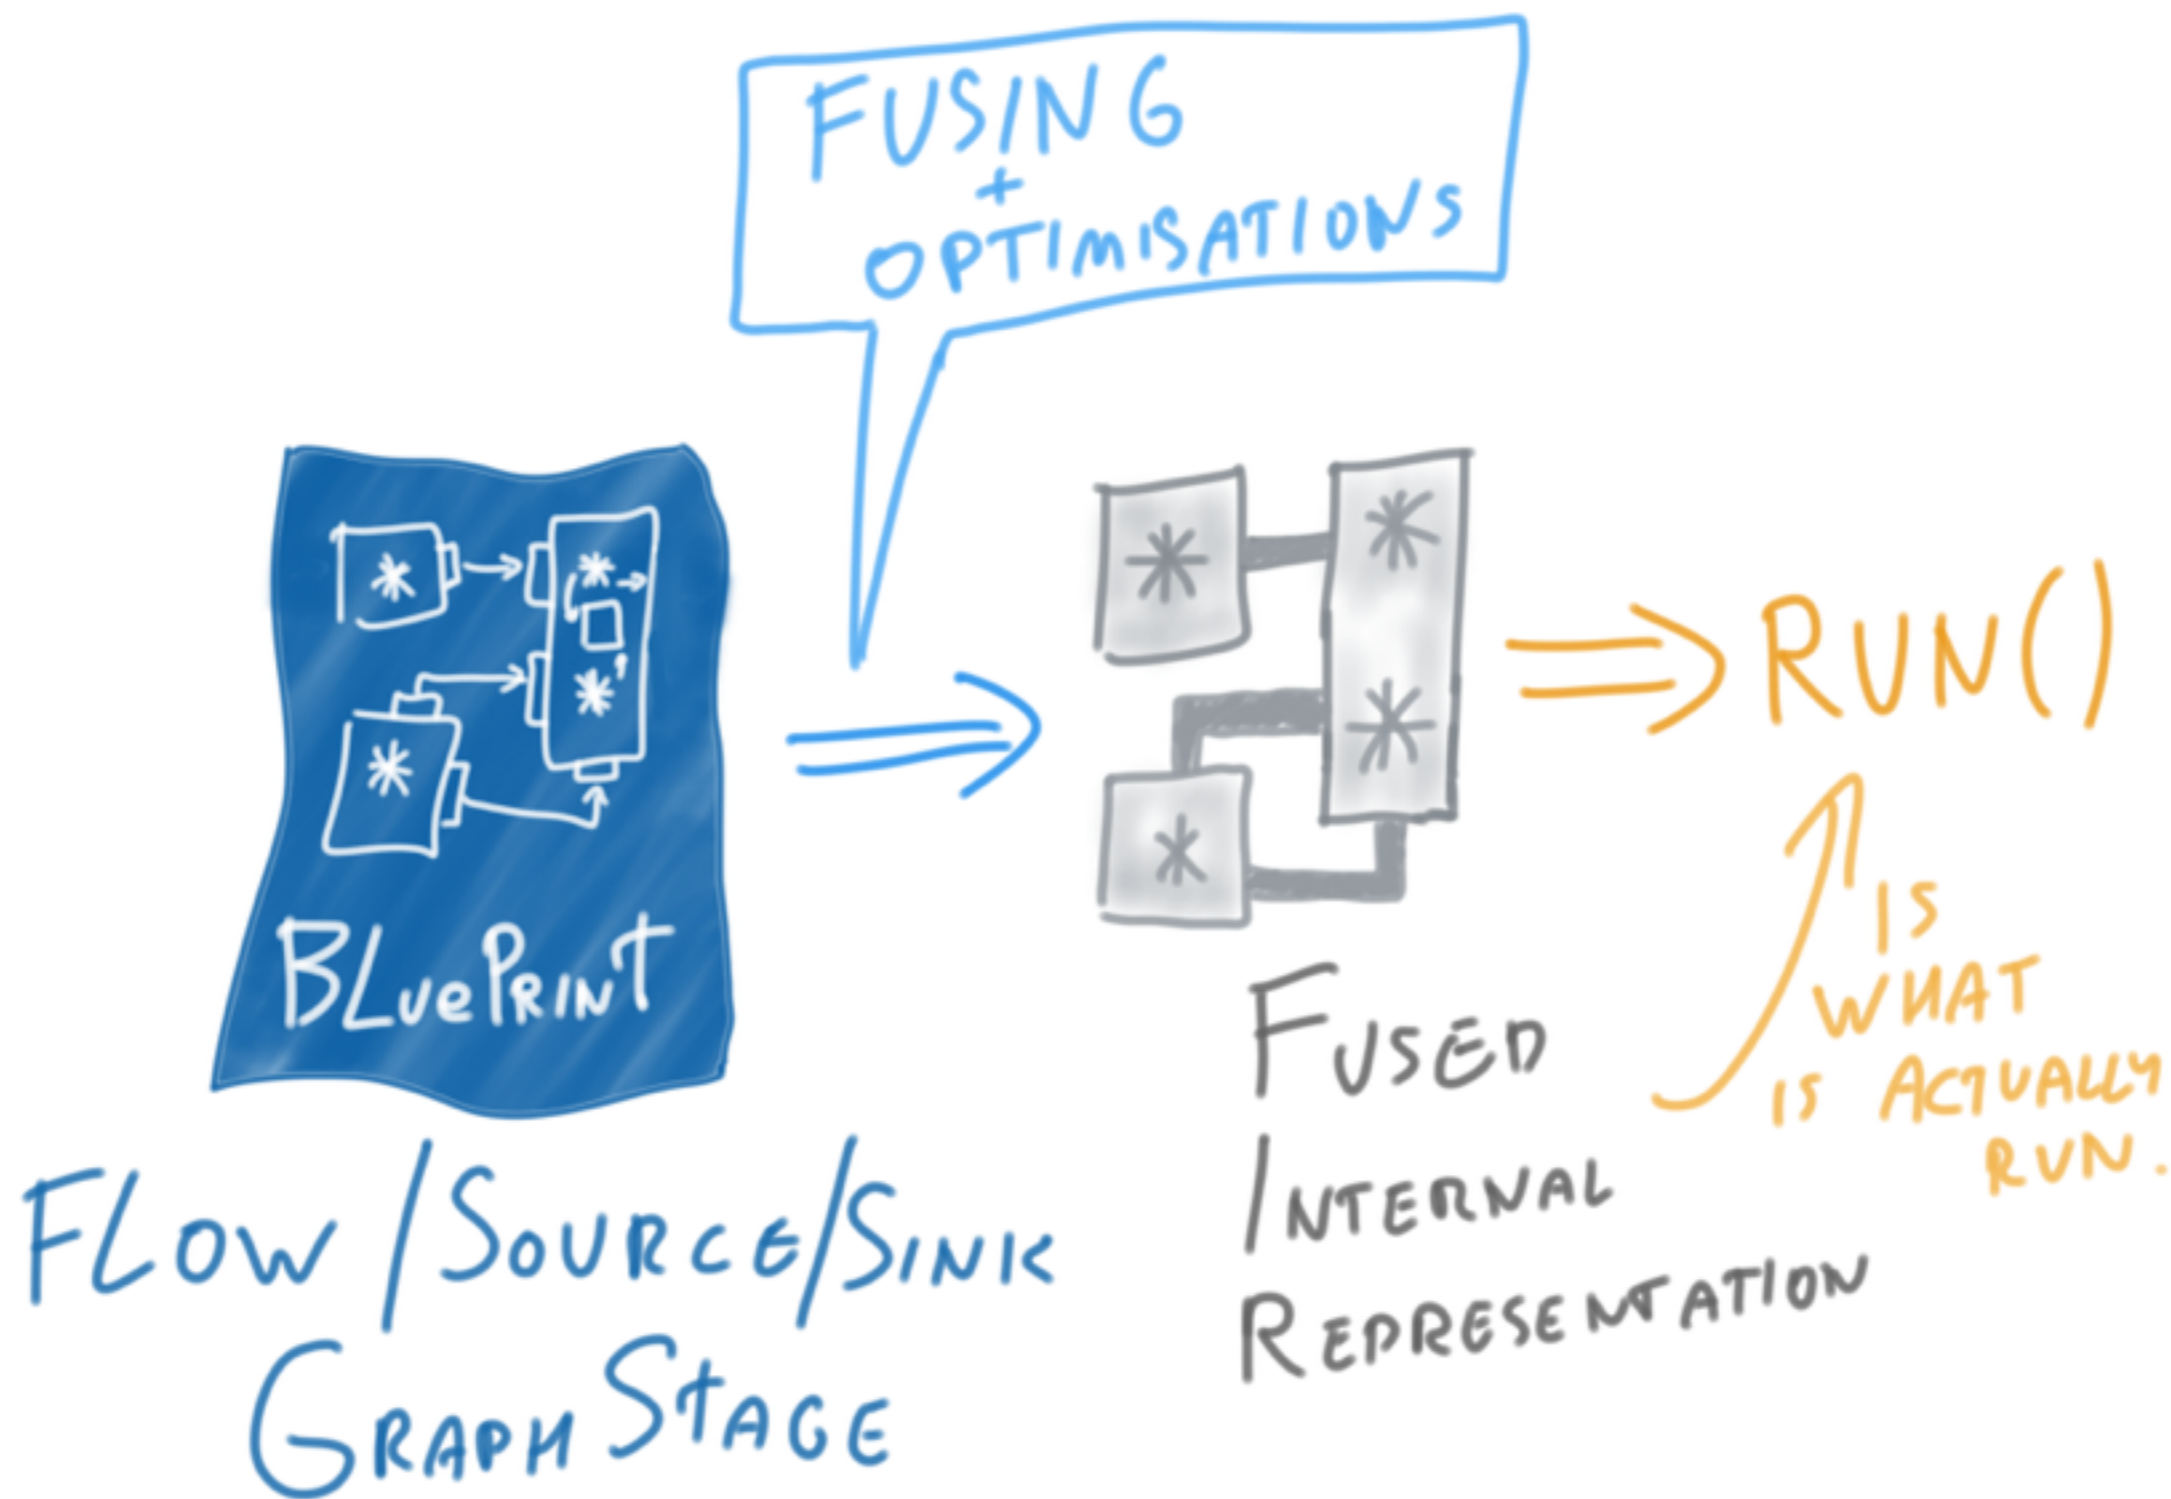 FUSING
+
OPTIMISATIONS
BLuePRINT
FLOW/SOURCE/SINK
GRAPH STAGE
FUSED
INTERNAL
REPRESENTATION
RUN()
IS
WHAT
IS ACTUALLY
RUN.